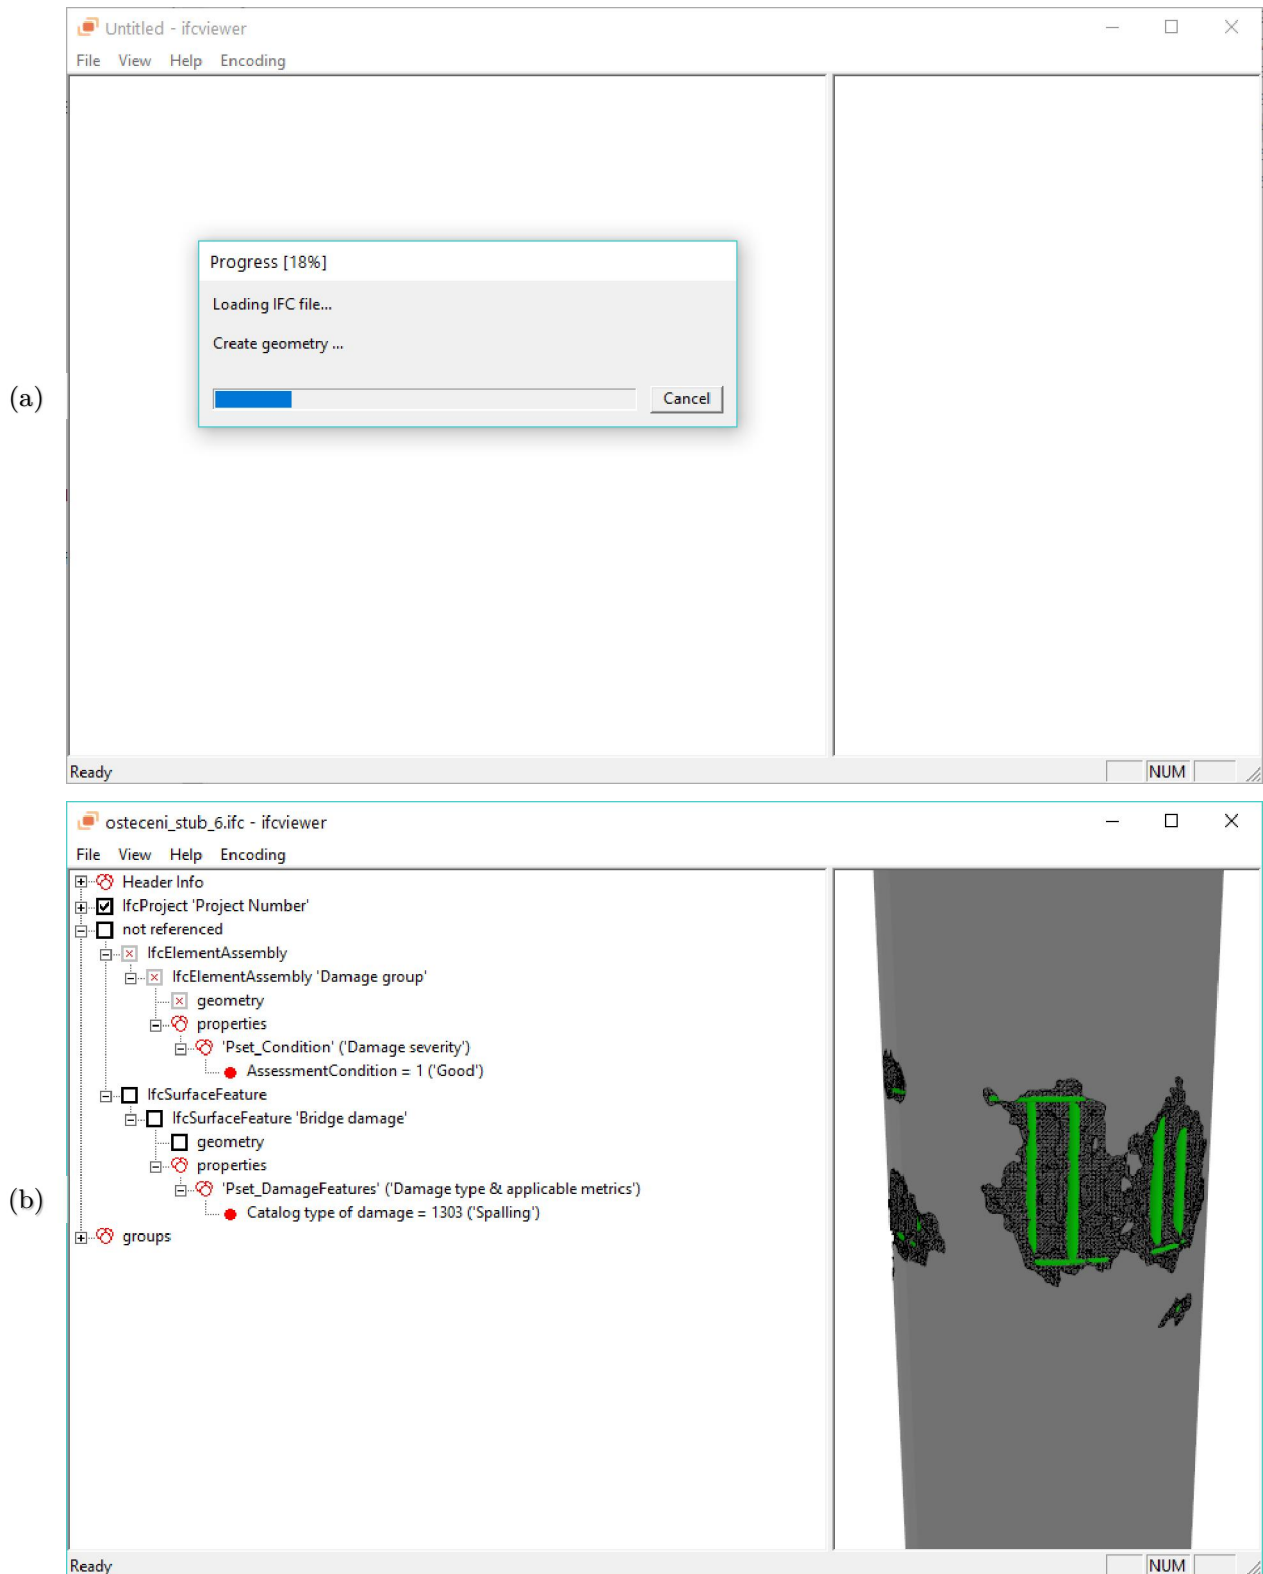 Untitled - ifcviewer
File View Help Encoding
Progress [18%]
Loading IFC file...
Create geometry ...
Cancel
(a)
Ready
NUM
osteceni_stub_6.ifc - ifcviewer
File View Help Encoding
Header Info
IfcProject 'Project Number'
not referenced
IfcElementAssembly
IfcElementAssembly 'Damage group'
geometry
properties
'Pset_Condition' ('Damage severity')
AssessmentCondition = 1 ('Good')
IfcSurfaceFeature
IfcSurfaceFeature 'Bridge damage'
geometry
properties
'Pset_DamageFeatures' ('Damage type & applicable metrics')
Catalog type of damage = 1303 ('Spalling')
groups
(b)
Ready
NUM